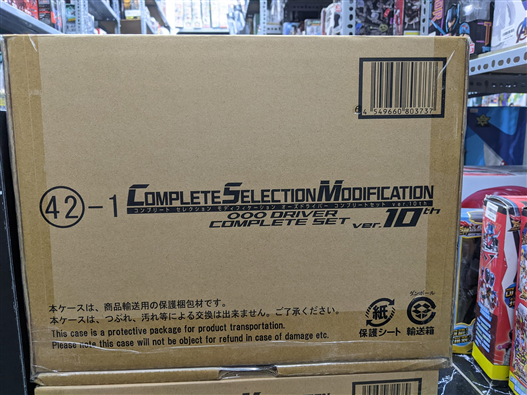 4 549660 803737
42-1
COMPLETE SELECTION MODIFICATION
コンプリート セレクション モディフィケーション オーズドライバー コンプリートセット ver.10th
OOO DRIVER
COMPLETE SET ver.10th
本ケースは、商品輸送用の保護梱包材です。
本ケースは、つぶれ、汚れ等による交換は出来ません。ご了承ください。
This case is a protective package for product transportation.
Please note this case will not be object for refund in case of damage etc.
紙
保護シート
ダンボール
輸送箱